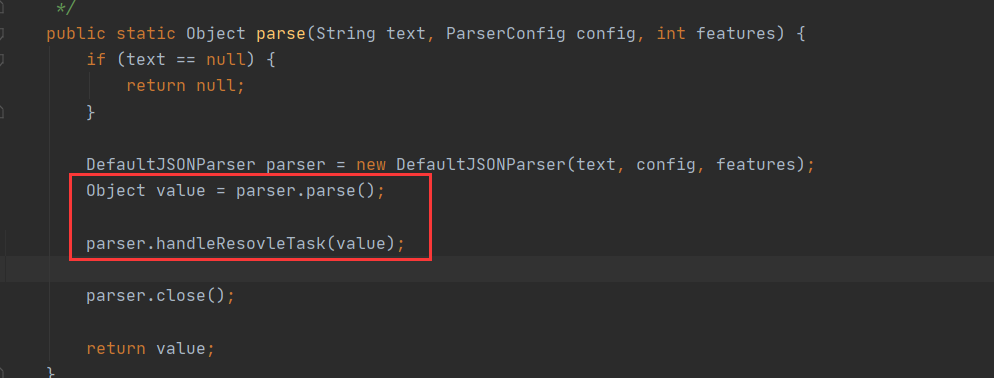 */
public static Object parse(String text, ParserConfig config, int features) {
if (text == null) {
return null;
}
DefaultJSONParser parser = new DefaultJSONParser(text, config, features);
Object value = parser.parse();
parser.handleResovleTask(value);
parser.close();
return value;
}